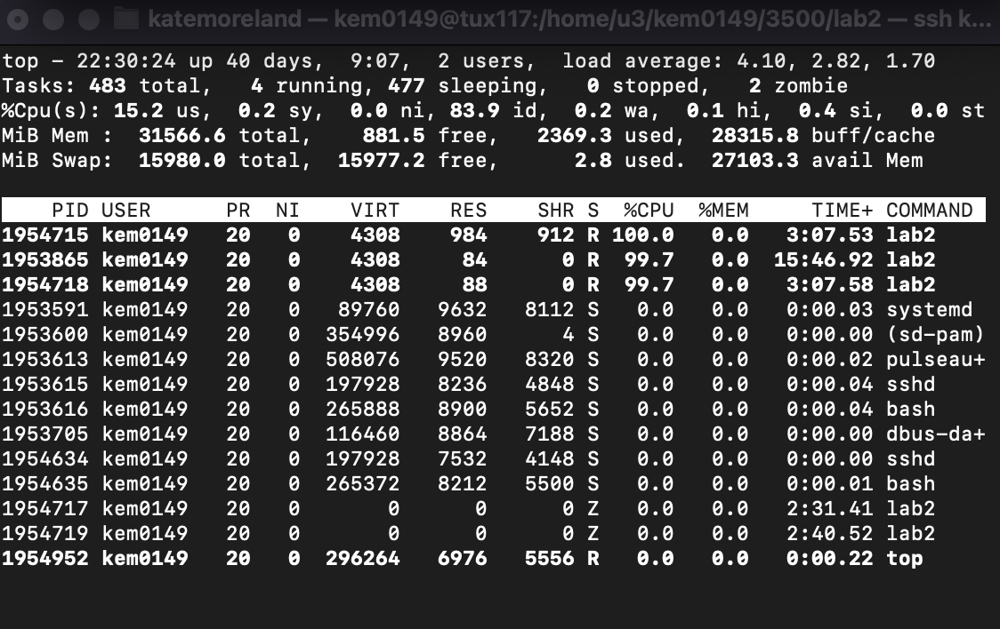 katemoreland — kem0149@tux117:/home/u3/kem0149/3500/lab2 — ssh k...
top - 22:30:24 up 40 days,  9:07,  2 users,  load average: 4.10, 2.82, 1.70
Tasks: 483 total,   4 running, 477 sleeping,   0 stopped,   2 zombie
%Cpu(s): 15.2 us,  0.2 sy,  0.0 ni, 83.9 id,  0.2 wa,  0.1 hi,  0.4 si,  0.0 st
MiB Mem :  31566.6 total,    881.5 free,   2369.3 used,  28315.8 buff/cache
MiB Swap:  15980.0 total,  15977.2 free,      2.8 used.  27103.3 avail Mem
    PID USER      PR  NI    VIRT    RES    SHR S  %CPU  %MEM     TIME+ COMMAND
1954715 kem0149   20   0    4308    984    912 R 100.0   0.0   3:07.53 lab2
1953865 kem0149   20   0    4308     84      0 R  99.7   0.0  15:46.92 lab2
1954718 kem0149   20   0    4308     88      0 R  99.7   0.0   3:07.58 lab2
1953591 kem0149   20   0   89760   9632   8112 S   0.0   0.0   0:00.03 systemd
1953600 kem0149   20   0  354996   8960      4 S   0.0   0.0   0:00.00 (sd-pam)
1953613 kem0149   20   0  508076   9520   8320 S   0.0   0.0   0:00.02 pulseau+
1953615 kem0149   20   0  197928   8236   4848 S   0.0   0.0   0:00.04 sshd
1953616 kem0149   20   0  265888   8900   5652 S   0.0   0.0   0:00.04 bash
1953705 kem0149   20   0  116460   8864   7188 S   0.0   0.0   0:00.00 dbus-da+
1954634 kem0149   20   0  197928   7532   4148 S   0.0   0.0   0:00.00 sshd
1954635 kem0149   20   0  265372   8212   5500 S   0.0   0.0   0:00.01 bash
1954717 kem0149   20   0       0      0      0 Z   0.0   0.0   2:31.41 lab2
1954719 kem0149   20   0       0      0      0 Z   0.0   0.0   2:40.52 lab2
1954952 kem0149   20   0  296264   6976   5556 R   0.0   0.0   0:00.22 top